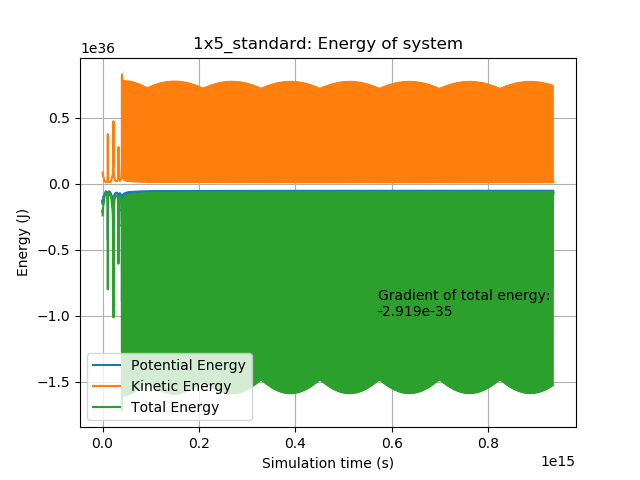 1x5_standard: Energy of system
1e36
0.5
0.0
−0.5
−1.0
−1.5
Energy (J)
Gradient of total energy:
-2.919e-35
Potential Energy
Kinetic Energy
Total Energy
0.0 0.2 0.4 0.6 0.8
1e15
Simulation time (s)